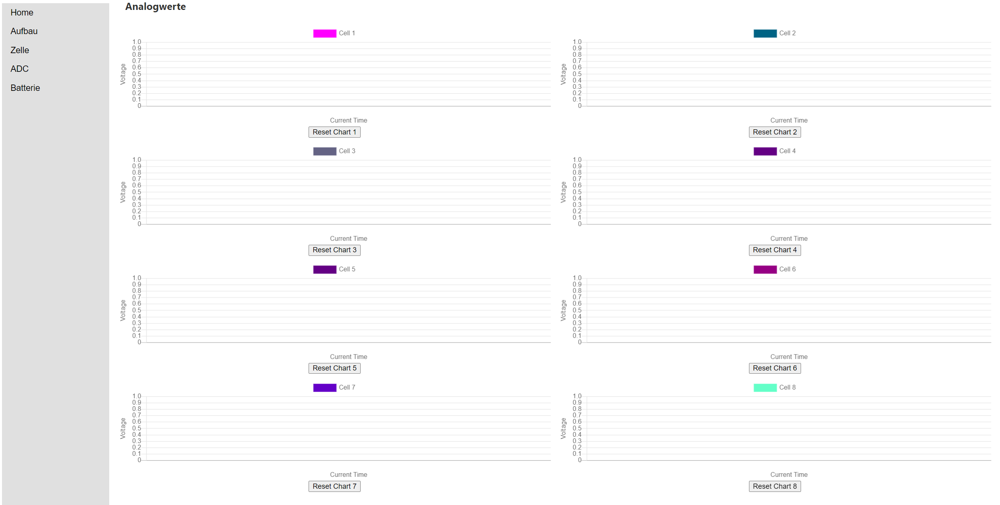 Home
Aufbau
Zelle
ADC
Batterie
Analogwerte
Cell 1
1.0
0.9
0.8
0.7
0.6
0.5
0.4
0.3
0.2
0.1
0
Voltage
Current Time
Reset Chart 1
Cell 2
1.0
0.9
0.8
0.7
0.6
0.5
0.4
0.3
0.2
0.1
0
Voltage
Current Time
Reset Chart 2
Cell 3
1.0
0.9
0.8
0.7
0.6
0.5
0.4
0.3
0.2
0.1
0
Voltage
Current Time
Reset Chart 3
Cell 4
1.0
0.9
0.8
0.7
0.6
0.5
0.4
0.3
0.2
0.1
0
Voltage
Current Time
Reset Chart 4
Cell 5
1.0
0.9
0.8
0.7
0.6
0.5
0.4
0.3
0.2
0.1
0
Voltage
Current Time
Reset Chart 5
Cell 6
1.0
0.9
0.8
0.7
0.6
0.5
0.4
0.3
0.2
0.1
0
Voltage
Current Time
Reset Chart 6
Cell 7
1.0
0.9
0.8
0.7
0.6
0.5
0.4
0.3
0.2
0.1
0
Voltage
Current Time
Reset Chart 7
Cell 8
1.0
0.9
0.8
0.7
0.6
0.5
0.4
0.3
0.2
0.1
0
Voltage
Current Time
Reset Chart 8